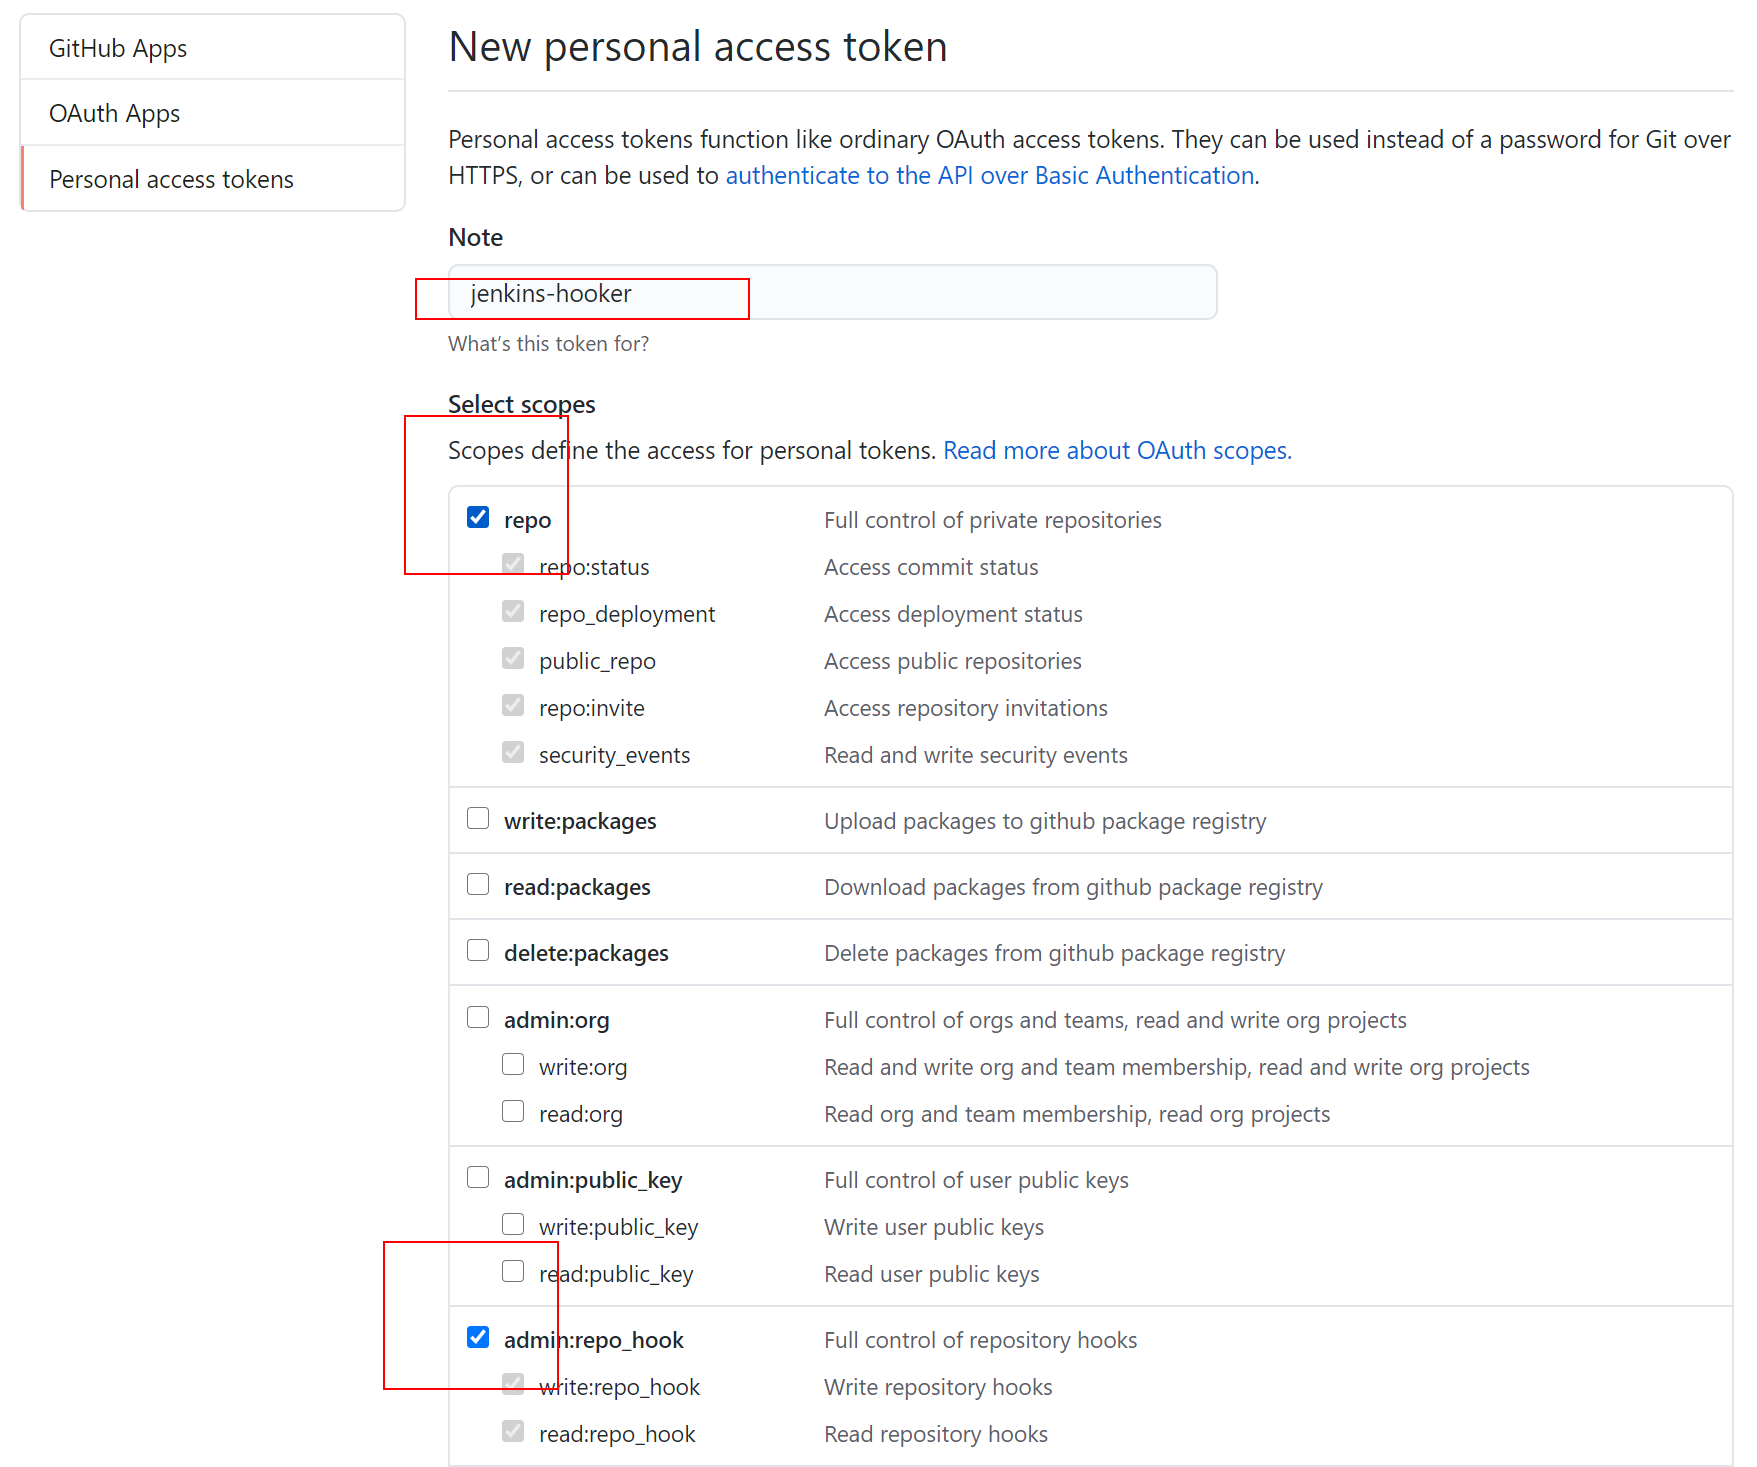 GitHub Apps
OAuth Apps
Personal access tokens
New personal access token
Personal access tokens function like ordinary OAuth access tokens. They can be used instead of a password for Git over
HTTPS, or can be used to authenticate to the API over Basic Authentication.
Note
jenkins-hooker
What's this token for?
Select scopes
Scopes define the access for personal tokens. Read more about OAuth scopes.
repo Full control of private repositories
repo:status Access commit status
repo_deployment Access deployment status
public_repo Access public repositories
repo:invite Access repository invitations
security_events Read and write security events
write:packages Upload packages to github package registry
read:packages Download packages from github package registry
delete:packages Delete packages from github package registry
admin:org Full control of orgs and teams, read and write org projects
write:org Read and write org and team membership, read and write org projects
read:org Read org and team membership, read org projects
admin:public_key Full control of user public keys
write:public_key Write user public keys
read:public_key Read user public keys
admin:repo_hook Full control of repository hooks
write:repo_hook Write repository hooks
read:repo_hook Read repository hooks